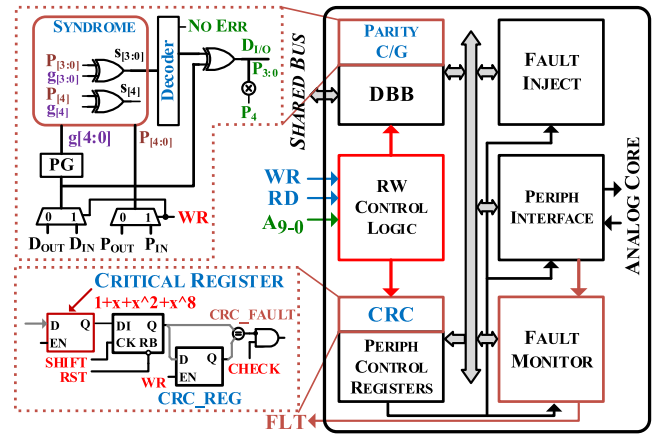 SYNDROME
P[3:0]
g[3:0]
S[3:0]
P[4]
g[4]
S[4]
Decoder
NO ERR
DI/O
P3:0
P4
g[4:0]
P[4:0]
PG
0 1
0 1
WR
DOUT DIN POUT PIN
SHARED BUS
PARITY
C/G
DBB
WR
RD
A9-0
RW
CONTROL
LOGIC
CRC
PERIPH
CONTROL
REGISTERS
FAULT
INJECT
PERIPH
INTERFACE
FAULT
MONITOR
ANALOG CORE
CRITICAL REGISTER
1+x+x^2+x^8
D Q
EN
DI Q
CK RB
SHIFT
RST
CRC_FAULT
=
D Q
EN
WR
CHECK
CRC_REG
FLT